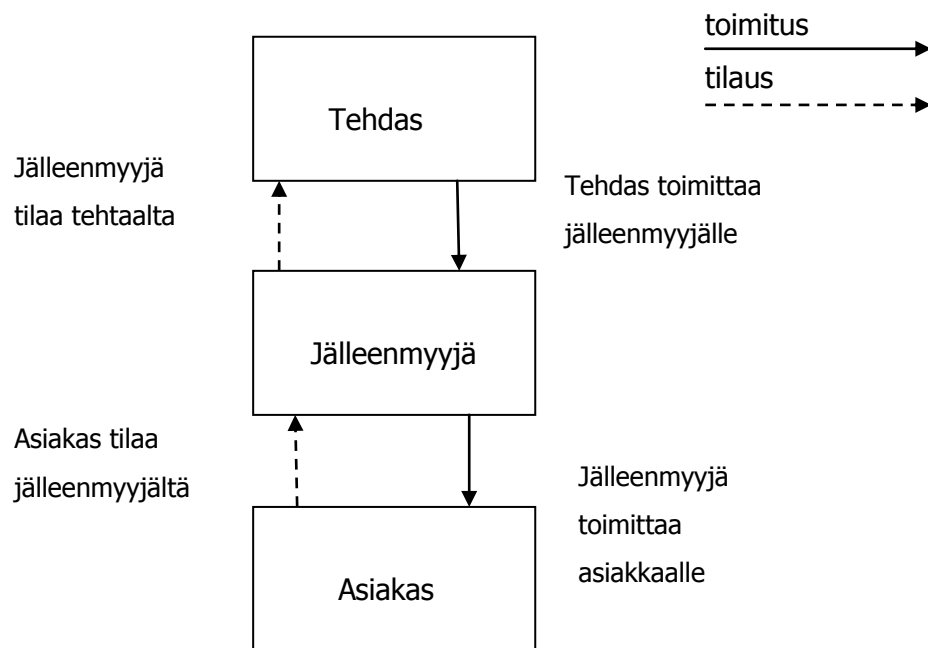 toimitus
tilaus
Tehdas
Jälleenmyyjä
tilaa tehtaalta
Tehdas toimittaa
jälleenmyyjälle
Jälleenmyyjä
Asiakas tilaa
jälleenmyyjältä
Jälleenmyyjä
toimittaa
asiakkaalle
Asiakas